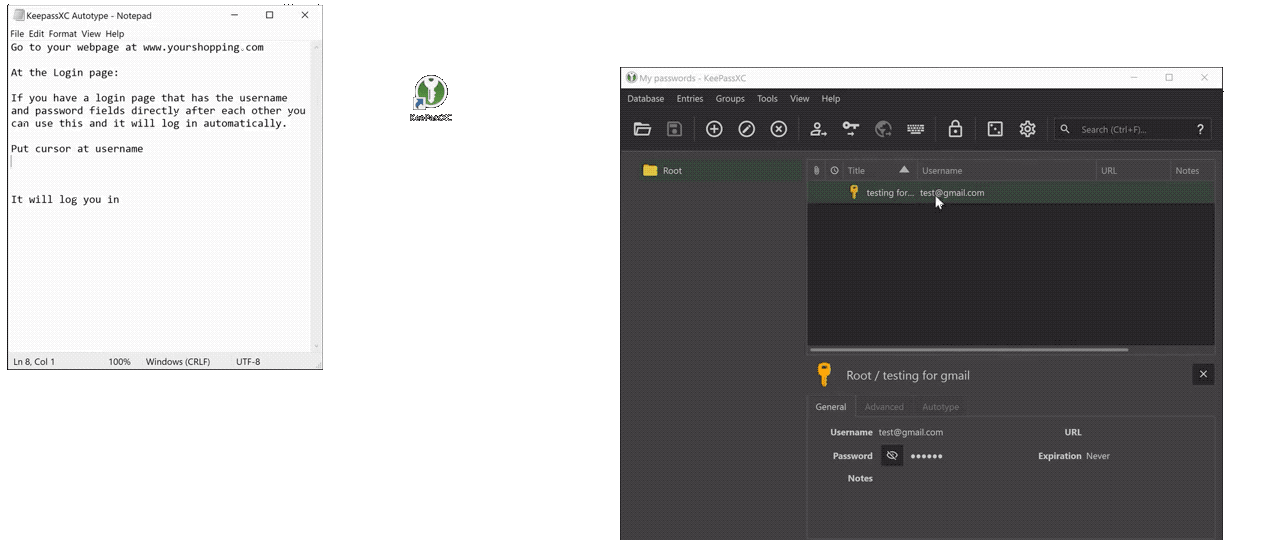 KeepassXC Autotype - Notepad
File Edit Format View Help
Go to your webpage at www.yourshopping.com
At the Login page:
If you have a login page that has the username
and password fields directly after each other you
can use this and it will log in automatically.
Put cursor at username
It will log you in
Ln 8, Col 1 100% Windows (CRLF) UTF-8
KeePassXC
My passwords - KeePassXC
Database Entries Groups Tools View Help
Search (Ctrl+F)... ?
Root
Title Username URL Notes
testing for... test@gmail.com
Root / testing for gmail
General Advanced Autotype
Username test@gmail.com URL
Password ●●●●●● Expiration Never
Notes